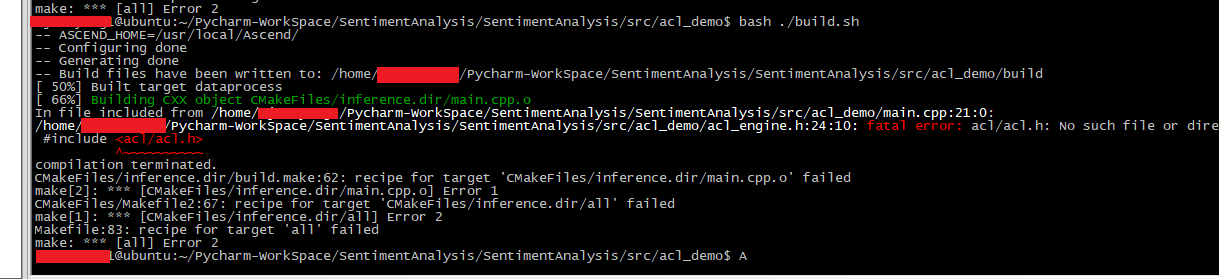 make: *** [all] Error 2
1@ubuntu:~/Pycharm-WorkSpace/SentimentAnalysis/SentimentAnalysis/src/acl_demo$ bash ./build.sh
-- ASCEND_HOME=/usr/local/Ascend/
-- Configuring done
-- Generating done
-- Build files have been written to: /home/ /Pycharm-WorkSpace/SentimentAnalysis/SentimentAnalysis/src/acl_demo/build
[ 50%] Built target dataprocess
[ 66%] Building CXX object CMakeFiles/inference.dir/main.cpp.o
In file included from /home/ /Pycharm-WorkSpace/SentimentAnalysis/SentimentAnalysis/src/acl_demo/main.cpp:21:0:
/home/ /Pycharm-WorkSpace/SentimentAnalysis/SentimentAnalysis/src/acl_demo/acl_engine.h:24:10: fatal error: acl/acl.h: No such file or dire
#include <acl/acl.h>
^~~~~~~~~~~
compilation terminated.
CMakeFiles/inference.dir/build.make:62: recipe for target 'CMakeFiles/inference.dir/main.cpp.o' failed
make[2]: *** [CMakeFiles/inference.dir/main.cpp.o] Error 1
CMakeFiles/Makefile2:67: recipe for target 'CMakeFiles/inference.dir/all' failed
make[1]: *** [CMakeFiles/inference.dir/all] Error 2
Makefile:83: recipe for target 'all' failed
make: *** [all] Error 2
1@ubuntu:~/Pycharm-WorkSpace/SentimentAnalysis/SentimentAnalysis/src/acl_demo$ A